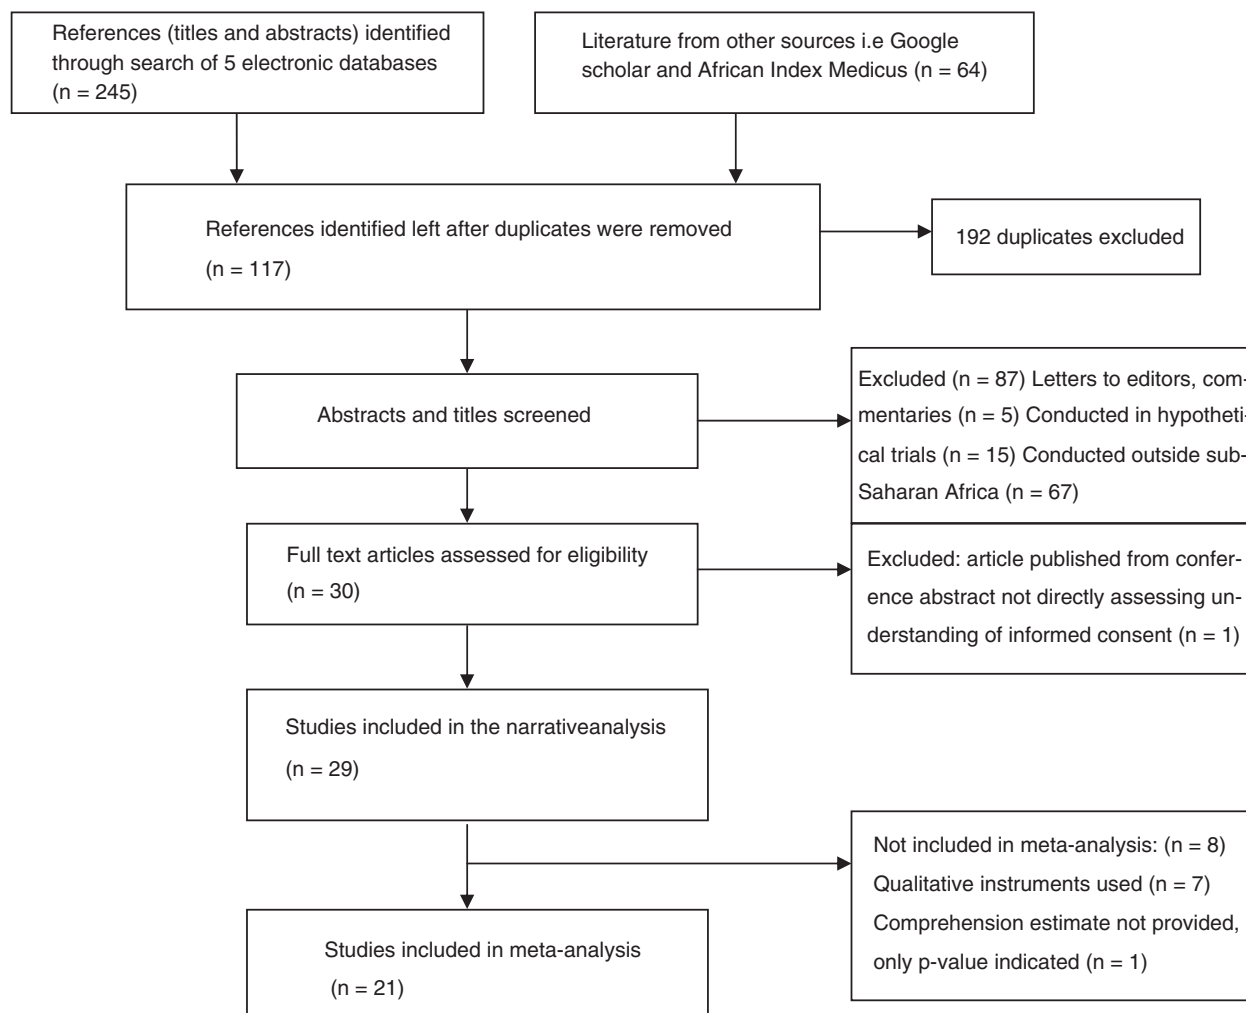 References (titles and abstracts) identified
through search of 5 electronic databases
(n = 245)
Literature from other sources i.e Google
scholar and African Index Medicus (n = 64)
References identified left after duplicates were removed
(n = 117)
192 duplicates excluded
Abstracts and titles screened
Excluded (n = 87) Letters to editors, com-
mentaries (n = 5) Conducted in hypotheti-
cal trials (n = 15) Conducted outside sub-
Saharan Africa (n = 67)
Full text articles assessed for eligibility
(n = 30)
Excluded: article published from confer-
ence abstract not directly assessing un-
derstanding of informed consent (n = 1)
Studies included in the narrativeanalysis
(n = 29)
Not included in meta-analysis: (n = 8)
Qualitative instruments used (n = 7)
Comprehension estimate not provided,
only p-value indicated (n = 1)
Studies included in meta-analysis
(n = 21)